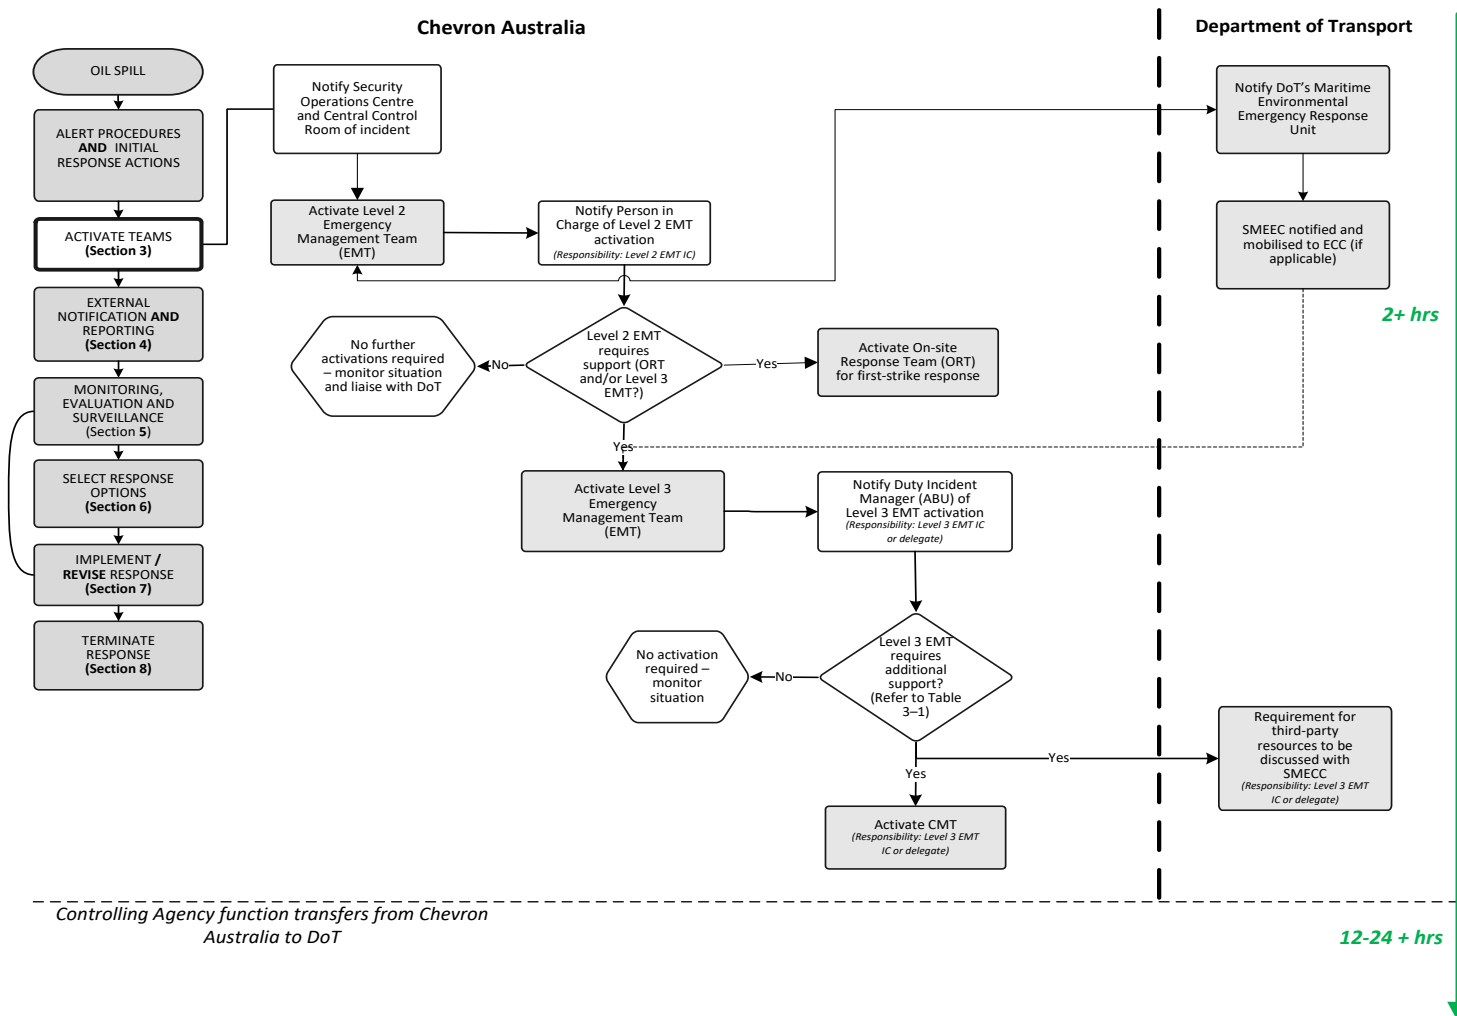 Chevron Australia
Department of Transport
OIL SPILL
ALERT PROCEDURES
AND INITIAL
RESPONSE ACTIONS
ACTIVATE TEAMS
(Section 3)
EXTERNAL
NOTIFICATION AND
REPORTING
(Section 4)
MONITORING,
EVALUATION AND
SURVEILLANCE
(Section 5)
SELECT RESPONSE
OPTIONS
(Section 6)
IMPLEMENT /
REVISE RESPONSE
(Section 7)
TERMINATE
RESPONSE
(Section 8)
Notify Security
Operations Centre
and Central Control
Room of incident
Activate Level 2
Emergency
Management Team
(EMT)
Notify Person in
Charge of Level 2 EMT
activation
(Responsibility: Level 2 EMT IC)
Level 2 EMT
requires
support (ORT
and/or Level 3
EMT?)
No
No further
activations required
– monitor situation
and liaise with DoT
Yes
Activate On-site
Response Team (ORT)
for first-strike response
Yes
Activate Level 3
Emergency
Management Team
(EMT)
Notify Duty Incident
Manager (ABU) of
Level 3 EMT activation
(Responsibility: Level 3 EMT IC
or delegate)
Level 3 EMT
requires
additional
support?
(Refer to Table
3–1)
No
No activation
required –
monitor
situation
Yes
Yes
Activate CMT
(Responsibility: Level 3 EMT
IC or delegate)
Notify DoT's Maritime
Environmental
Emergency Response
Unit
SMEEC notified and
mobilised to ECC (if
applicable)
2+ hrs
Requirement for
third-party
resources to be
discussed with
SMECC
(Responsibility: Level 3 EMT
IC or delegate)
Controlling Agency function transfers from Chevron
Australia to DoT
12-24 + hrs